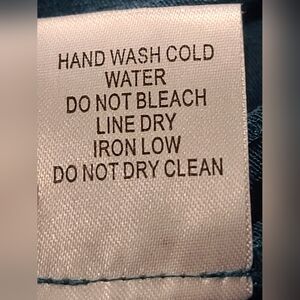 HAND WASH COLD
WATER
DO NOT BLEACH
LINE DRY
IRON LOW
DO NOT DRY CLEAN